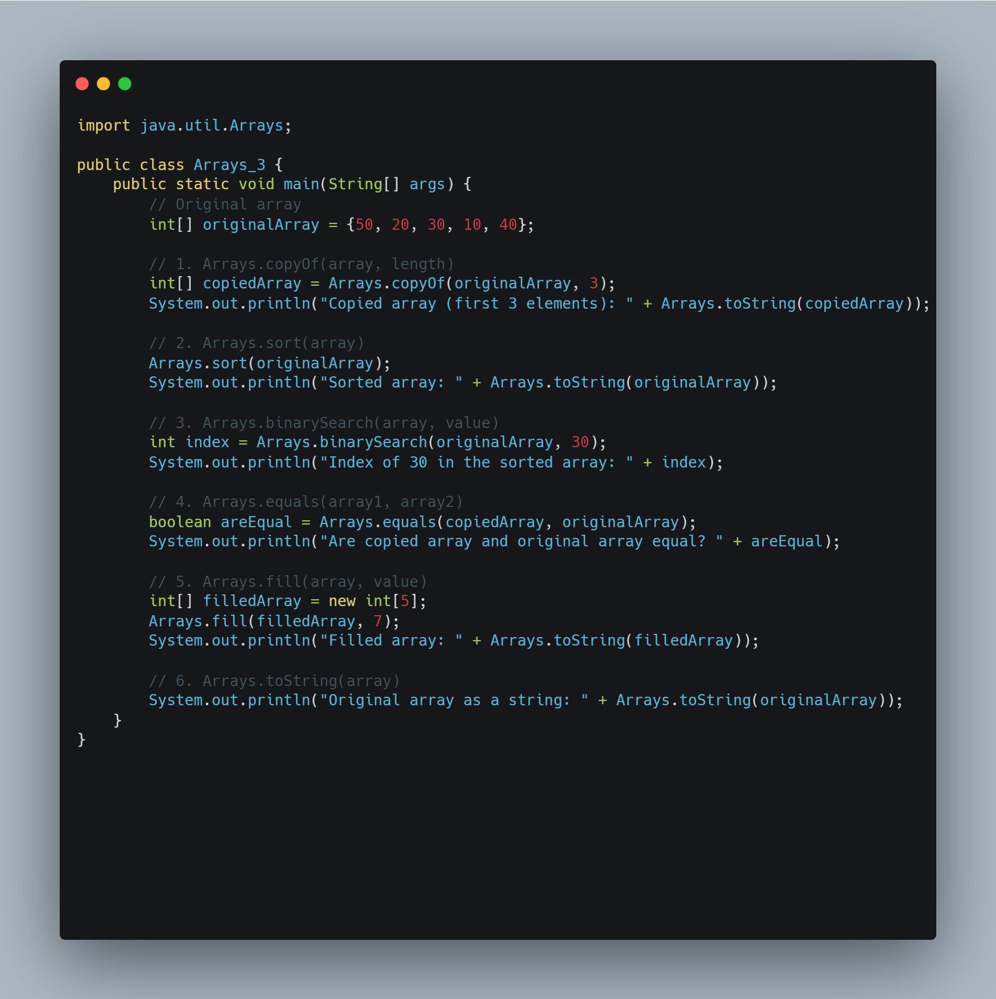 import java.util.Arrays;
public class Arrays_3 {
public static void main(String[] args) {
// Original array
int[] originalArray = {50, 20, 30, 10, 40};
// 1. Arrays.copyOf(array, length)
int[] copiedArray = Arrays.copyOf(originalArray, 3);
System.out.println("Copied array (first 3 elements): " + Arrays.toString(copiedArray));
// 2. Arrays.sort(array)
Arrays.sort(originalArray);
System.out.println("Sorted array: " + Arrays.toString(originalArray));
// 3. Arrays.binarySearch(array, value)
int index = Arrays.binarySearch(originalArray, 30);
System.out.println("Index of 30 in the sorted array: " + index);
// 4. Arrays.equals(array1, array2)
boolean areEqual = Arrays.equals(copiedArray, originalArray);
System.out.println("Are copied array and original array equal? " + areEqual);
// 5. Arrays.fill(array, value)
int[] filledArray = new int[5];
Arrays.fill(filledArray, 7);
System.out.println("Filled array: " + Arrays.toString(filledArray));
// 6. Arrays.toString(array)
System.out.println("Original array as a string: " + Arrays.toString(originalArray));
}
}